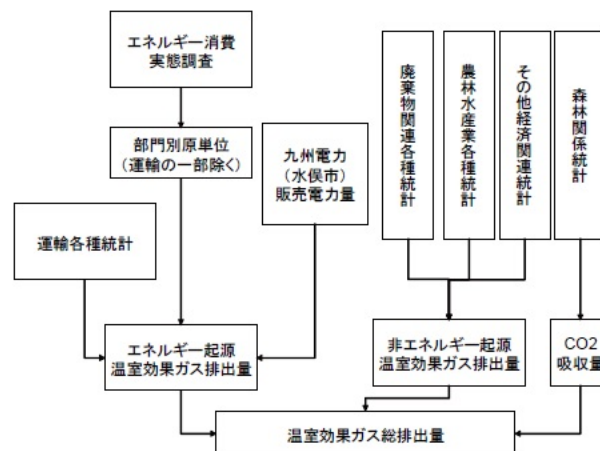 エネルギー消費
実態調査
部門別原単位
（運輸の一部除く）
九州電力
（水俣市）
販売電力量
運輸各種統計
廃棄物関連各種統計
農林水産業各種統計
その他経済関連統計
森林関係統計
エネルギー起源
温室効果ガス排出量
非エネルギー起源
温室効果ガス排出量
CO2
吸収量
温室効果ガス総排出量